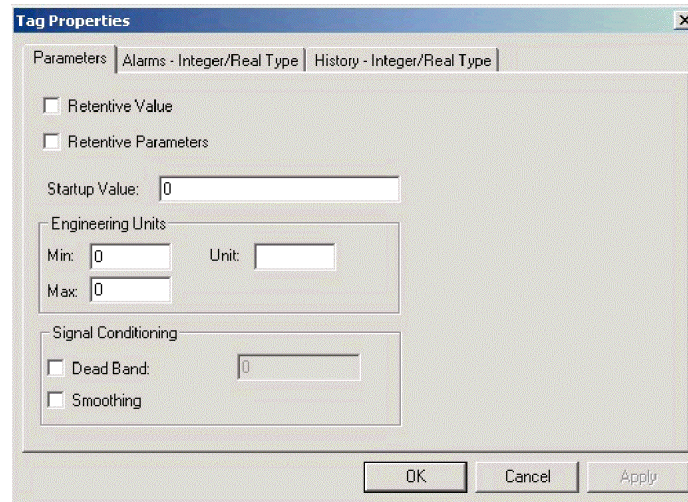 Tag Properties
Parameters Alarms - Integer/Real Type History - Integer/Real Type
Retentive Value
Retentive Parameters
Startup Value: 0
Engineering Units
Min: 0 Unit:
Max: 0
Signal Conditioning
Dead Band: 0
Smoothing
OK Cancel Apply